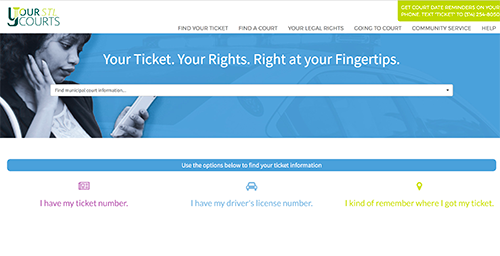 YOUR STL
COURTS
GET COURT DATE REMINDERS ON YOUR
PHONE. TEXT "TICKET" TO (314)
FIND YOUR TICKET FIND A COURT YOUR LEGAL RIGHTS GOING TO COURT COMMUNITY SERVICE HELP
Your Ticket. Your Rights. Right at your Fingertips.
Find municipal court information...
Use the options below to find your ticket information
I have my ticket number. I have my driver's license number. I kind of remember where I got my ticket.